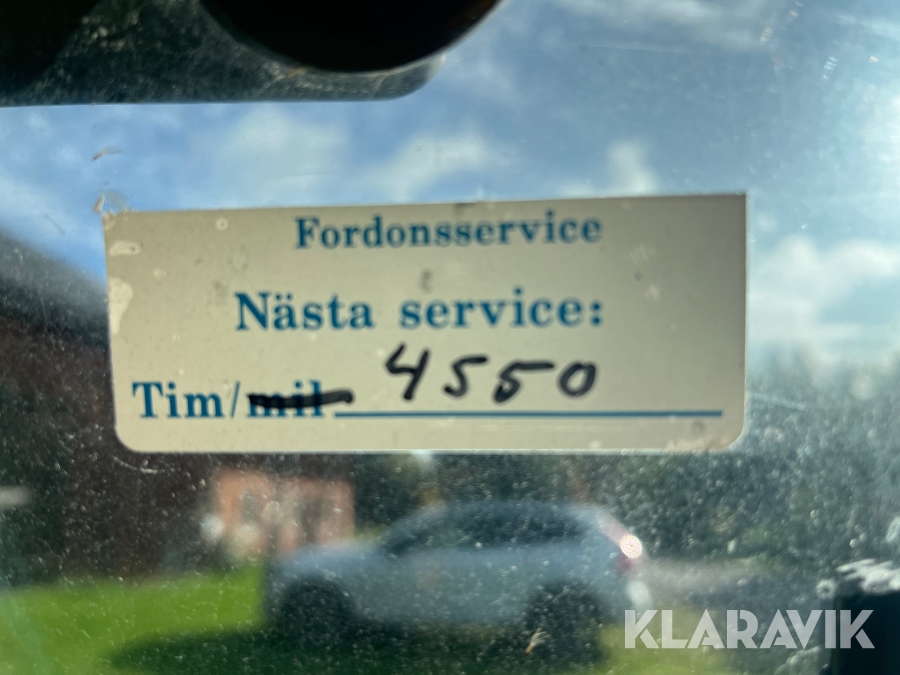 Fordonsservice
Nästa service:
Tim/mil 4550
KLARAVIK